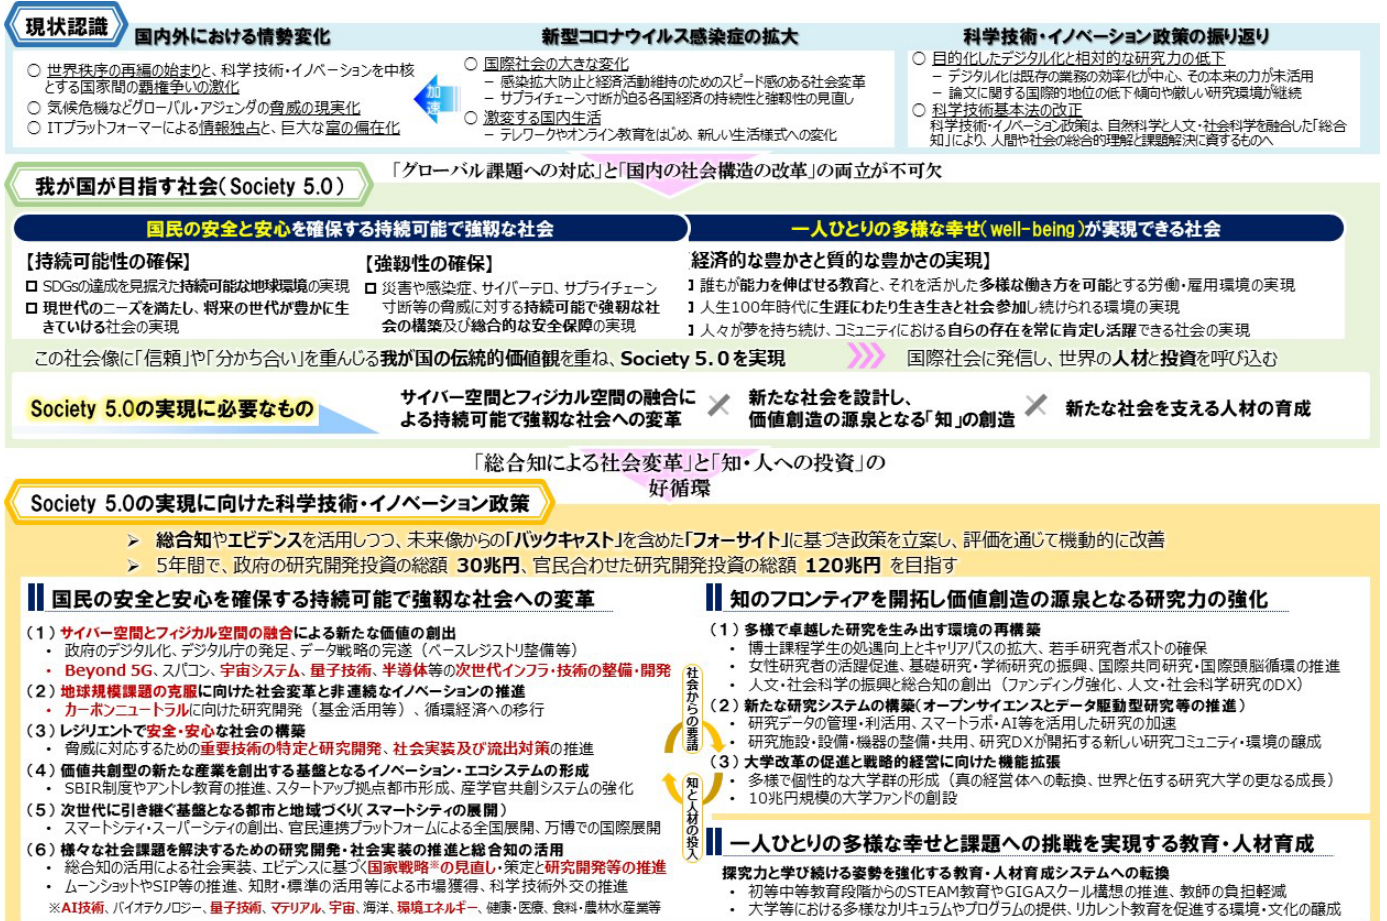 現状認識
国内外における情勢変化
○ 世界秩序の再編の始まりと、科学技術・イノベーションを中核
とする国家間の覇権争いの激化
○ 気候危機などグローバル・アジェンダの脅威の現実化
○ ITプラットフォーマーによる情報独占と、巨大な富の偏在化
加速
新型コロナウイルス感染症の拡大
○ 国際社会の大きな変化
− 感染拡大防止と経済活動維持のためのスピード感のある社会変革
− サプライチェーン寸断が迫る各国経済の持続性と強靱性の見直し
○ 激変する国内生活
− テレワークやオンライン教育をはじめ、新しい生活様式への変化
科学技術・イノベーション政策の振り返り
○ 目的化したデジタル化と相対的な研究力の低下
− デジタル化は既存の業務の効率化が中心、その本来の力が未活用
− 論文に関する国際的地位の低下傾向や厳しい研究環境が継続
○ 科学技術基本法の改正
科学技術・イノベーション政策は、自然科学と人文・社会科学を融合した「総合
知」により、人間や社会の総合的理解と課題解決に資するものへ
「グローバル課題への対応」と「国内の社会構造の改革」の両立が不可欠
我が国が目指す社会(Society 5.0)
国民の安全と安心を確保する持続可能で強靱な社会
【持続可能性の確保】
□ SDGsの達成を見据えた持続可能な地球環境の実現
□ 現世代のニーズを満たし、将来の世代が豊かに生
きていける社会の実現
【強靱性の確保】
□ 災害や感染症、サイバーテロ、サプライチェーン
寸断等の脅威に対する持続可能で強靱な社
会の構築及び総合的な安全保障の実現
一人ひとりの多様な幸せ(well-being)が実現できる社会
【経済的な豊かさと質的な豊かさの実現】
□ 誰もが能力を伸ばせる教育と、それを活かした多様な働き方を可能とする労働・雇用環境の実現
□ 人生100年時代に生涯にわたり生き生きと社会参加し続けられる環境の実現
□ 人々が夢を持ち続け、コミュニティにおける自らの存在を常に肯定し活躍できる社会の実現
この社会像に「信頼」や「分かち合い」を重んじる我が国の伝統的価値観を重ね、Society 5.0を実現
国際社会に発信し、世界の人材と投資を呼び込む
Society 5.0の実現に必要なもの
サイバー空間とフィジカル空間の融合に
よる持続可能で強靱な社会への変革
×
新たな社会を設計し、
価値創造の源泉となる「知」の創造
×
新たな社会を支える人材の育成
「総合知による社会変革」と「知・人への投資」の
好循環
Society 5.0の実現に向けた科学技術・イノベーション政策
➢ 総合知やエビデンスを活用しつつ、未来像からの「バックキャスト」を含めた「フォーサイト」に基づき政策を立案し、評価を通じて機動的に改善
➢ 5年間で、政府の研究開発投資の総額 30兆円、官民合わせた研究開発投資の総額 120兆円 を目指す
国民の安全と安心を確保する持続可能で強靱な社会への変革
(1)サイバー空間とフィジカル空間の融合による新たな価値の創出
・ 政府のデジタル化、デジタル庁の発足、データ戦略の完遂（ベースレジストリ整備等）
・ Beyond 5G、スパコン、宇宙システム、量子技術、半導体等の次世代インフラ・技術の整備・開発
(2)地球規模課題の克服に向けた社会変革と非連続なイノベーションの推進
・ カーボンニュートラルに向けた研究開発（基金活用等）、循環経済への移行
(3)レジリエントで安全・安心な社会の構築
・ 脅威に対応するための重要技術の特定と研究開発、社会実装及び流出対策の推進
(4)価値共創型の新たな産業を創出する基盤となるイノベーション・エコシステムの形成
・ SBIR制度やアントレ教育の推進、スタートアップ拠点都市形成、産学官共創システムの強化
(5)次世代に引き継ぐ基盤となる都市と地域づくり(スマートシティの展開)
・ スマートシティ・スーパーシティの創出、官民連携プラットフォームによる全国展開、万博での国際展開
(6)様々な社会課題を解決するための研究開発・社会実装の推進と総合知の活用
・ 総合知の活用による社会実装、エビデンスに基づく国家戦略※の見直し・策定と研究開発等の推進
・ ムーンショットやSIP等の推進、知財・標準の活用等による市場獲得、科学技術外交の推進
※AI技術、バイオテクノロジー、量子技術、マテリアル、宇宙、海洋、環境エネルギー、健康・医療、食料・農林水産業等
社会からの要請
知と人材の投入
知のフロンティアを開拓し価値創造の源泉となる研究力の強化
(1)多様で卓越した研究を生み出す環境の再構築
・ 博士課程学生の処遇向上とキャリアパスの拡大、若手研究者ポストの確保
・ 女性研究者の活躍促進、基礎研究・学術研究の振興、国際共同研究・国際頭脳循環の推進
・ 人文・社会科学の振興と総合知の創出（ファンディング強化、人文・社会科学研究のDX）
(2)新たな研究システムの構築(オープンサイエンスとデータ駆動型研究等の推進)
・ 研究データの管理・利活用、スマートラボ・AI等を活用した研究の加速
・ 研究施設・設備・機器の整備・共用、研究DXが開拓する新しい研究コミュニティ・環境の醸成
(3)大学改革の促進と戦略的経営に向けた機能拡張
・ 多様で個性的な大学群の形成（真の経営体への転換、世界と伍する研究大学の更なる成長）
・ 10兆円規模の大学ファンドの創設
一人ひとりの多様な幸せと課題への挑戦を実現する教育・人材育成
探究力と学び続ける姿勢を強化する教育・人材育成システムへの転換
・ 初等中等教育段階からのSTEAM教育やGIGAスクール構想の推進、教師の負担軽減
・ 大学等における多様なカリキュラムやプログラムの提供、リカレント教育を促進する環境・文化の醸成